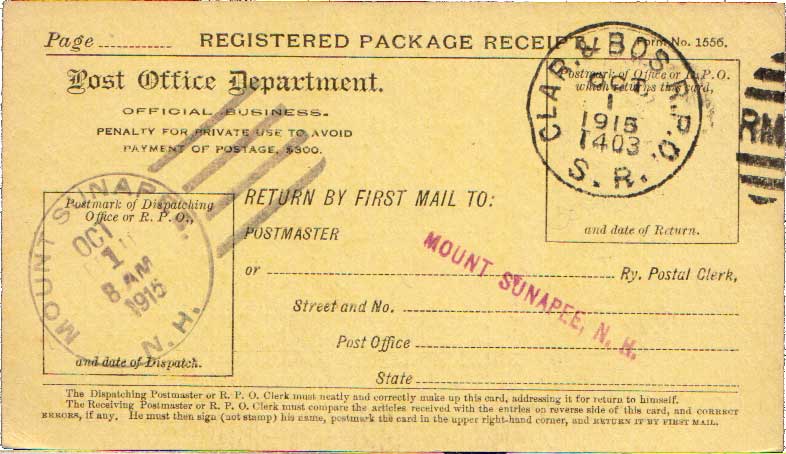 Page REGISTERED PACKAGE RECEIPT. Form No. 1556.
Post Office Department.
OFFICIAL BUSINESS.
PENALTY FOR PRIVATE USE TO AVOID
PAYMENT OF POSTAGE, $300.
Postmark of Office or R. P. O.
which returns this card,
and date of Return.
CLAR. & BOS. R.P.O.
OCT
1
1915
1403
S. R.
RM
Postmark of Dispatching
Office or R. P. O.,
and date of Dispatch.
MOUNT SUNAPEE,
OCT
1
8 AM
1915
N. H.
RETURN BY FIRST MAIL TO:
POSTMASTER
or Ry. Postal Clerk,
MOUNT SUNAPEE, N. H.
Street and No.
Post Office
State
The Dispatching Postmaster or R. P. O. Clerk must neatly and correctly make up this card, addressing it for return to himself.
The Receiving Postmaster or R. P. O. Clerk must compare the articles received with the entries on reverse side of this card, and CORRECT
ERRORS, if any. He must then sign (not stamp) his name, postmark the card in the upper right-hand corner, and RETURN IT BY FIRST MAIL.